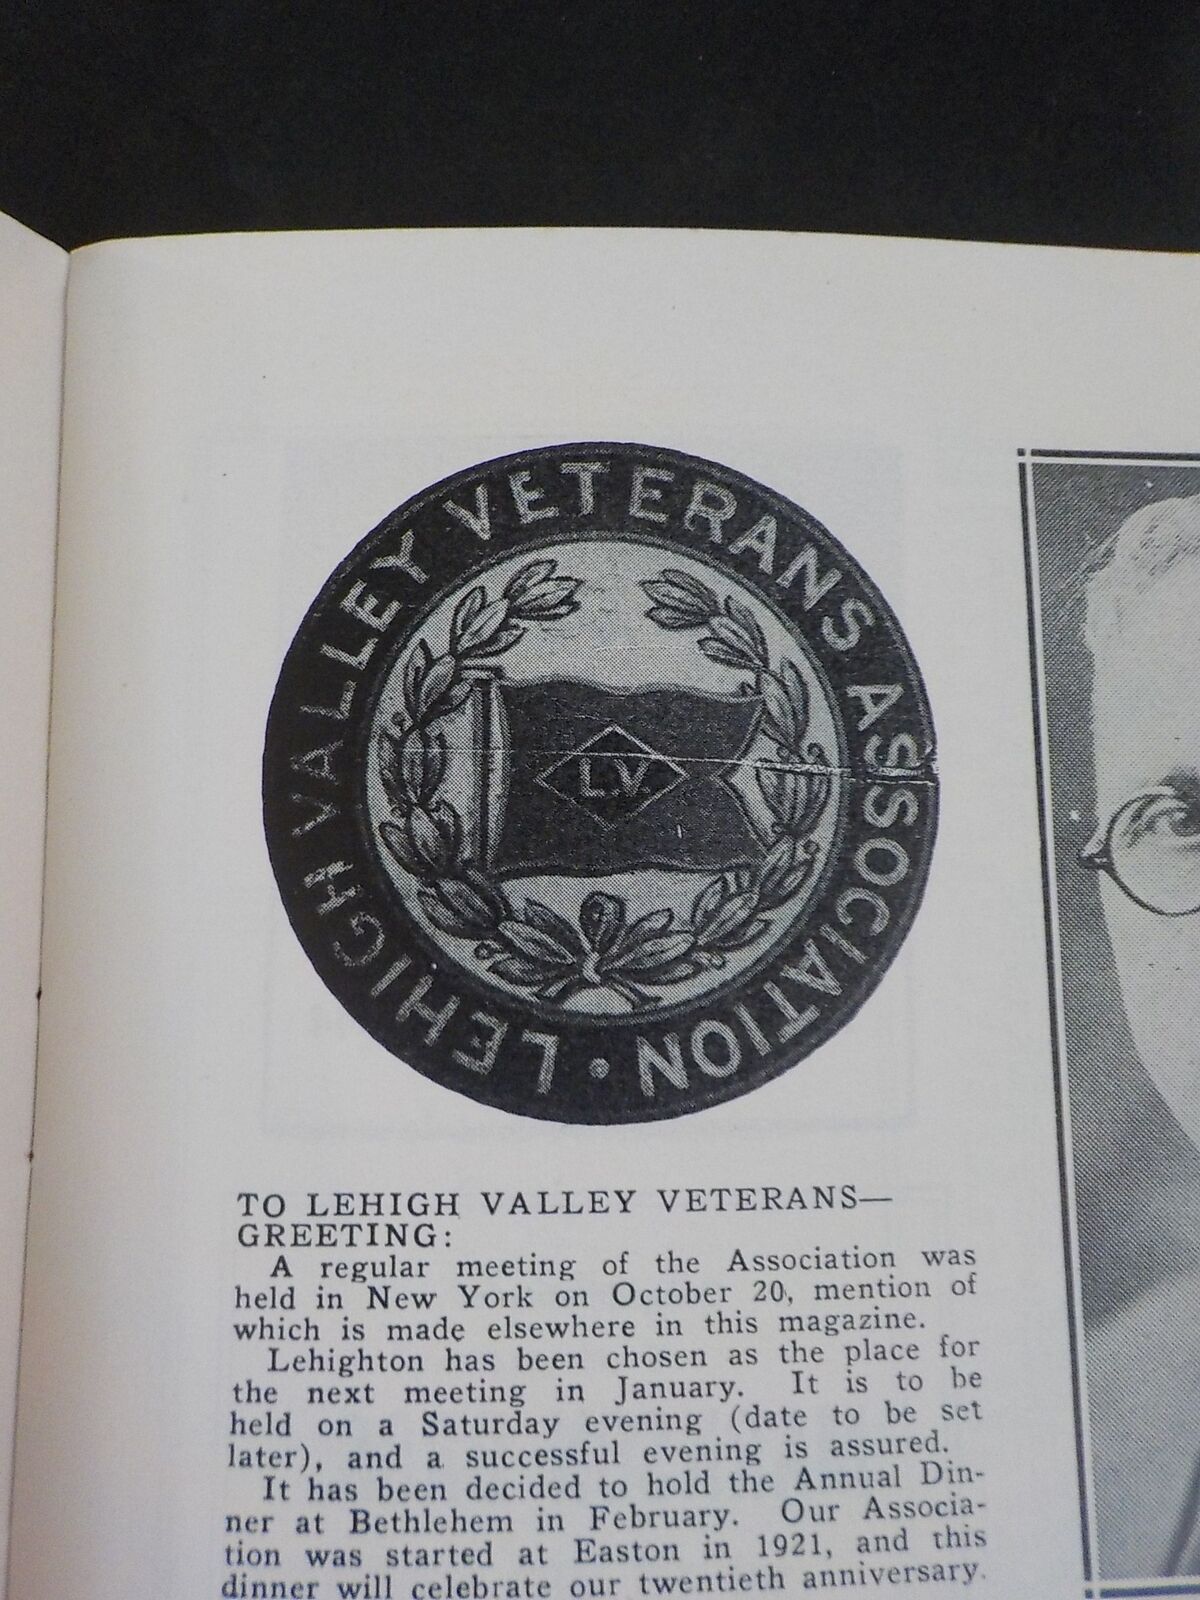 LEHIGH VALLEY VETERANS ASSOCIATION •
L.V.
TO LEHIGH VALLEY VETERANS—
GREETING:
A regular meeting of the Association was
held in New York on October 20, mention of
which is made elsewhere in this magazine.
Lehighton has been chosen as the place for
the next meeting in January. It is to be
held on a Saturday evening (date to be set
later), and a successful evening is assured.
It has been decided to hold the Annual Din-
ner at Bethlehem in February. Our Associa-
tion was started at Easton in 1921, and this
dinner will celebrate our twentieth anniversary.